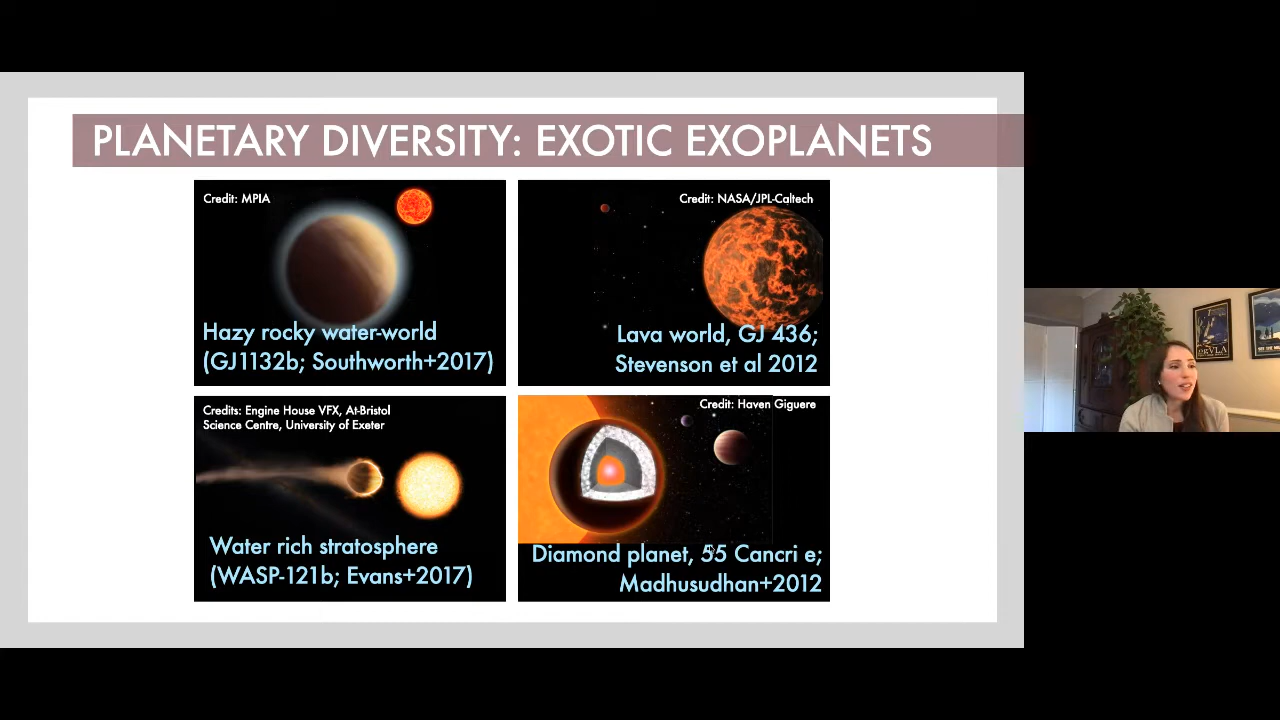 PLANETARY DIVERSITY: EXOTIC EXOPLANETS
Credit: MPIA
Hazy rocky water-world
(GJ1132b; Southworth+2017)
Credit: NASA/JPL-Caltech
Lava world, GJ 436;
Stevenson et al 2012
Credits: Engine House VFX, At-Bristol
Science Centre, University of Exeter
Water rich stratosphere
(WASP-121b; Evans+2017)
Credit: Haven Giguere
Diamond planet, 55 Cancri e;
Madhusudhan+2012